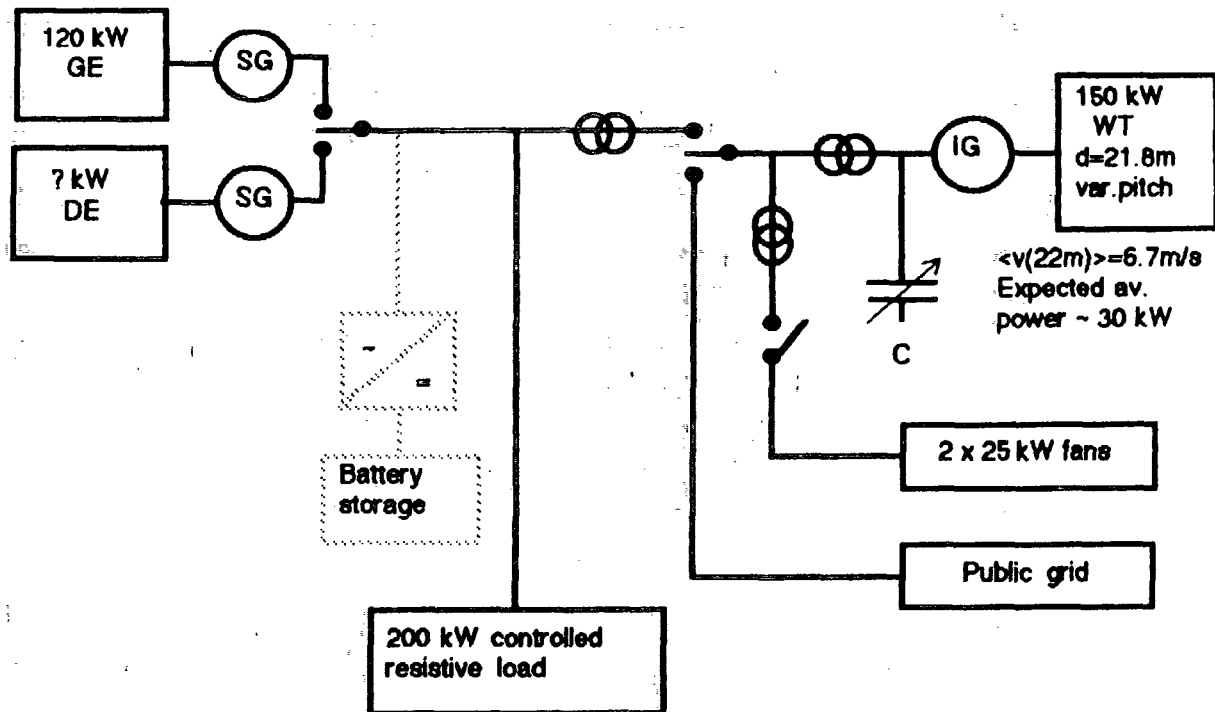 120 kW
GE
SG
? kW
DE
SG
IG
150 kW
WT
d=21.8m
var.pitch
<v(22m)>=6.7m/s
Expected av.
power ~ 30 kW
C
~
=
Battery
storage
2 x 25 kW fans
Public grid
200 kW controlled
resistive load